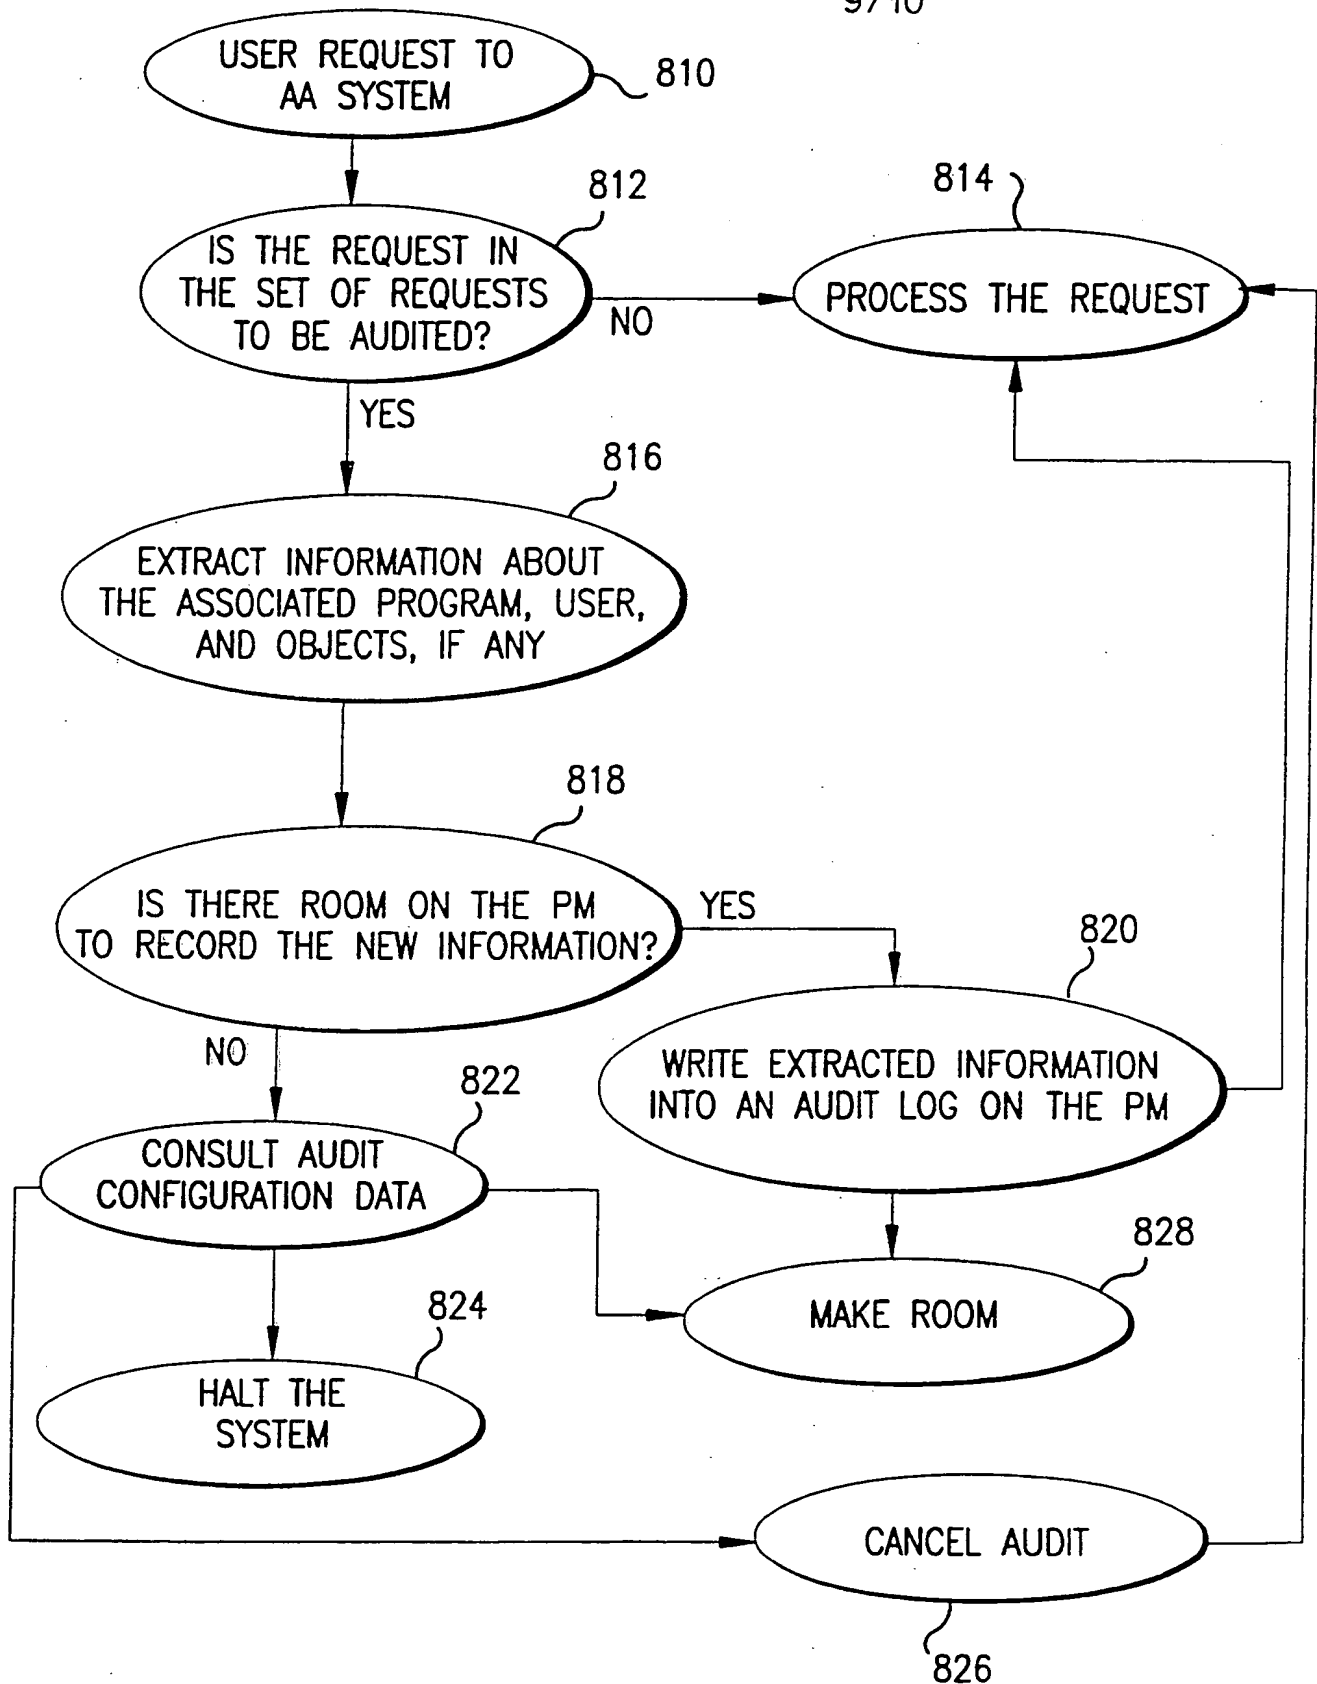 9/10
USER REQUEST TO
AA SYSTEM
810
812
IS THE REQUEST IN
THE SET OF REQUESTS
TO BE AUDITED?
NO
814
PROCESS THE REQUEST
YES
816
EXTRACT INFORMATION ABOUT
THE ASSOCIATED PROGRAM, USER,
AND OBJECTS, IF ANY
818
IS THERE ROOM ON THE PM
TO RECORD THE NEW INFORMATION?
YES
820
WRITE EXTRACTED INFORMATION
INTO AN AUDIT LOG ON THE PM
NO
822
CONSULT AUDIT
CONFIGURATION DATA
828
MAKE ROOM
824
HALT THE
SYSTEM
CANCEL AUDIT
826